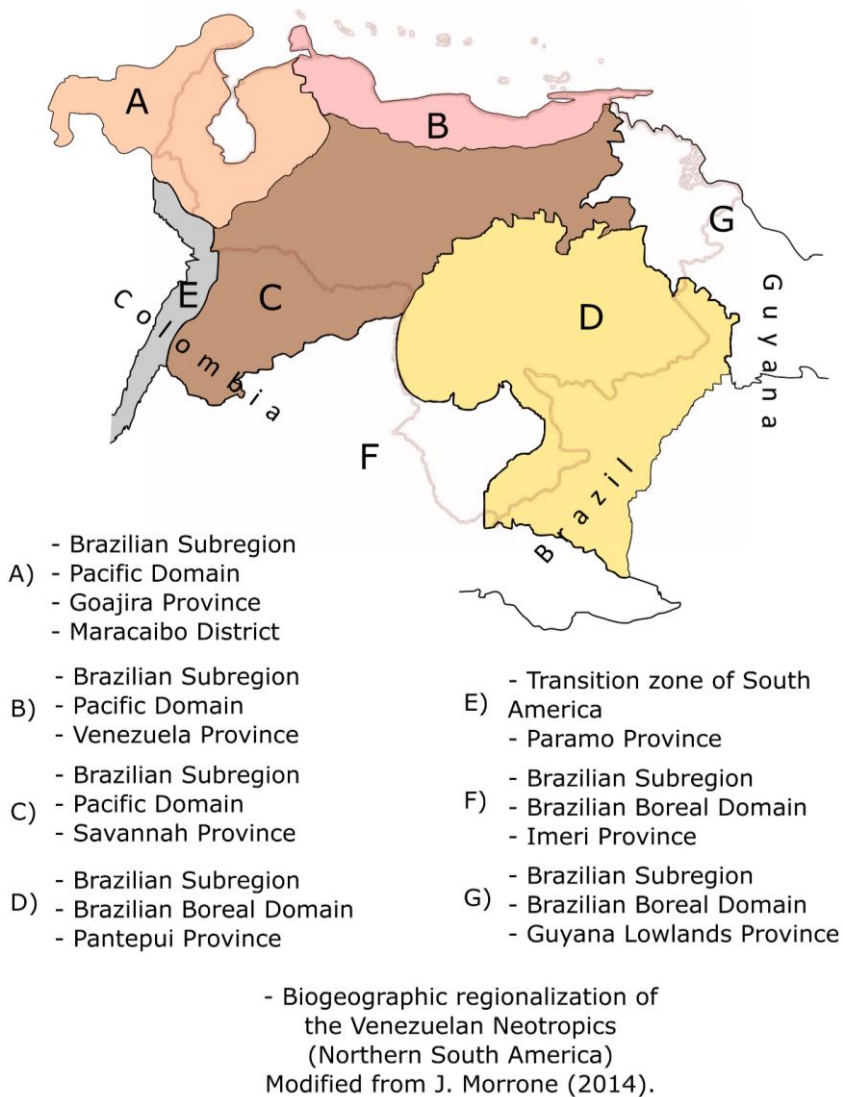 A
B
G
E
C
D
F
Colombia
Guyana
Brazil
A)
- Brazilian Subregion
- Pacific Domain
- Goajira Province
- Maracaibo District
B)
- Brazilian Subregion
- Pacific Domain
- Venezuela Province
C)
- Brazilian Subregion
- Pacific Domain
- Savannah Province
D)
- Brazilian Subregion
- Brazilian Boreal Domain
- Pantepui Province
E)
- Transition zone of South
America
- Paramo Province
F)
- Brazilian Subregion
- Brazilian Boreal Domain
- Imeri Province
G)
- Brazilian Subregion
- Brazilian Boreal Domain
- Guyana Lowlands Province
- Biogeographic regionalization of
the Venezuelan Neotropics
(Northern South America)
Modified from J. Morrone (2014).